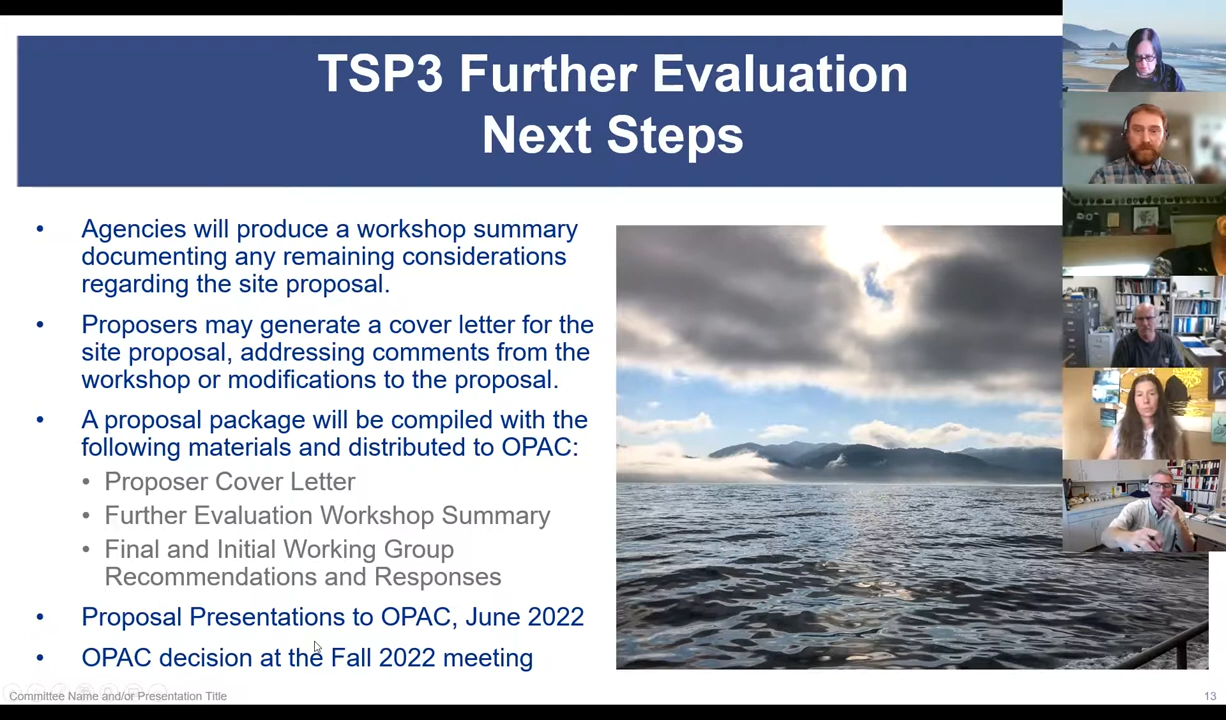 TSP3 Further Evaluation
Next Steps
• Agencies will produce a workshop summary
documenting any remaining considerations
regarding the site proposal.
• Proposers may generate a cover letter for the
site proposal, addressing comments from the
workshop or modifications to the proposal.
• A proposal package will be compiled with the
following materials and distributed to OPAC:
• Proposer Cover Letter
• Further Evaluation Workshop Summary
• Final and Initial Working Group
Recommendations and Responses
• Proposal Presentations to OPAC, June 2022
• OPAC decision at the Fall 2022 meeting
Committee Name and/or Presentation Title
13